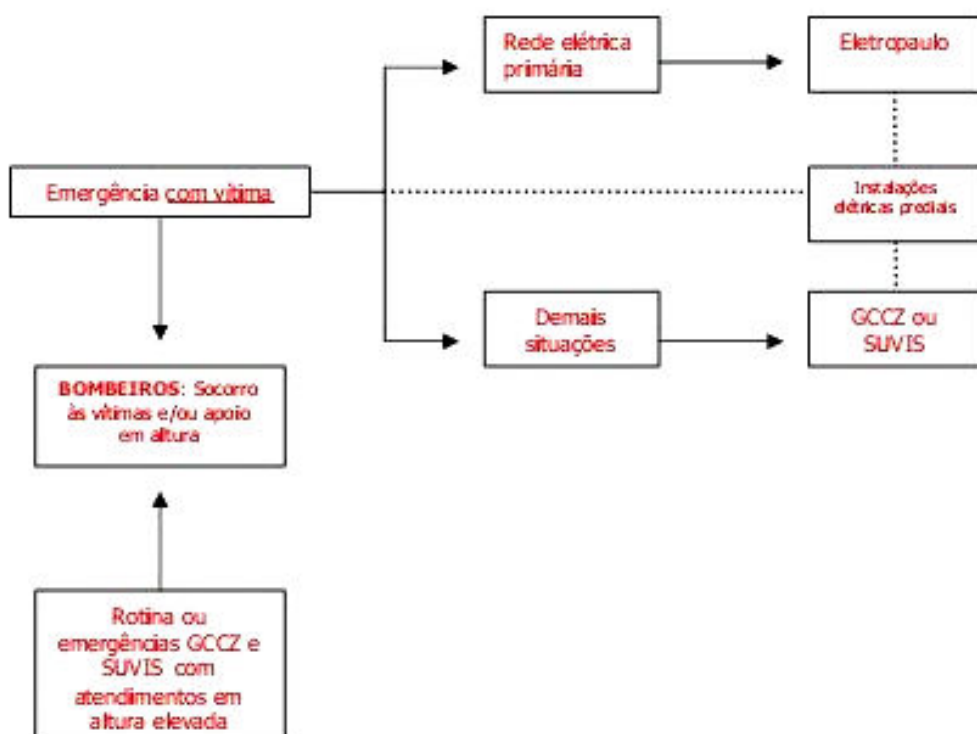 Rede elétrica
primária
Eletropaulo
Emergência com vítima
Instalações
elétricas prediais
Demais
situações
GCCZ ou
SUVIS
BOMBEIROS: Socorro
às vítimas e/ou apoio
em altura
Rotina ou
emergências GCCZ e
SUVIS com
atendimentos em
altura elevada